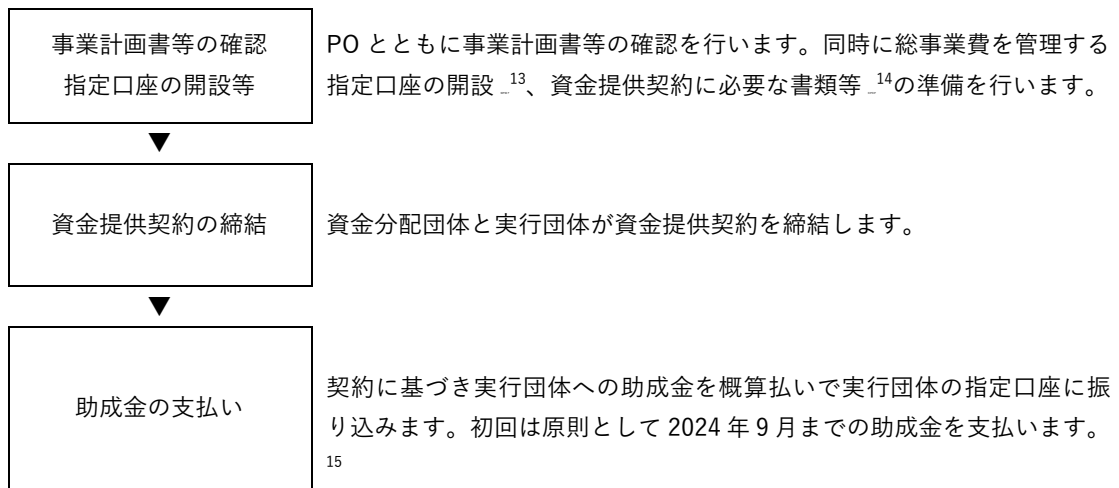 事業計画書等の確認
指定口座の開設等
PO とともに事業計画書等の確認を行います。同時に総事業費を管理する
指定口座の開設 13、資金提供契約に必要な書類等 14の準備を行います。
▼
資金提供契約の締結
資金分配団体と実行団体が資金提供契約を締結します。
▼
助成金の支払い
契約に基づき実行団体への助成金を概算払いで実行団体の指定口座に振
り込みます。初回は原則として 2024 年 9 月までの助成金を支払います。
15